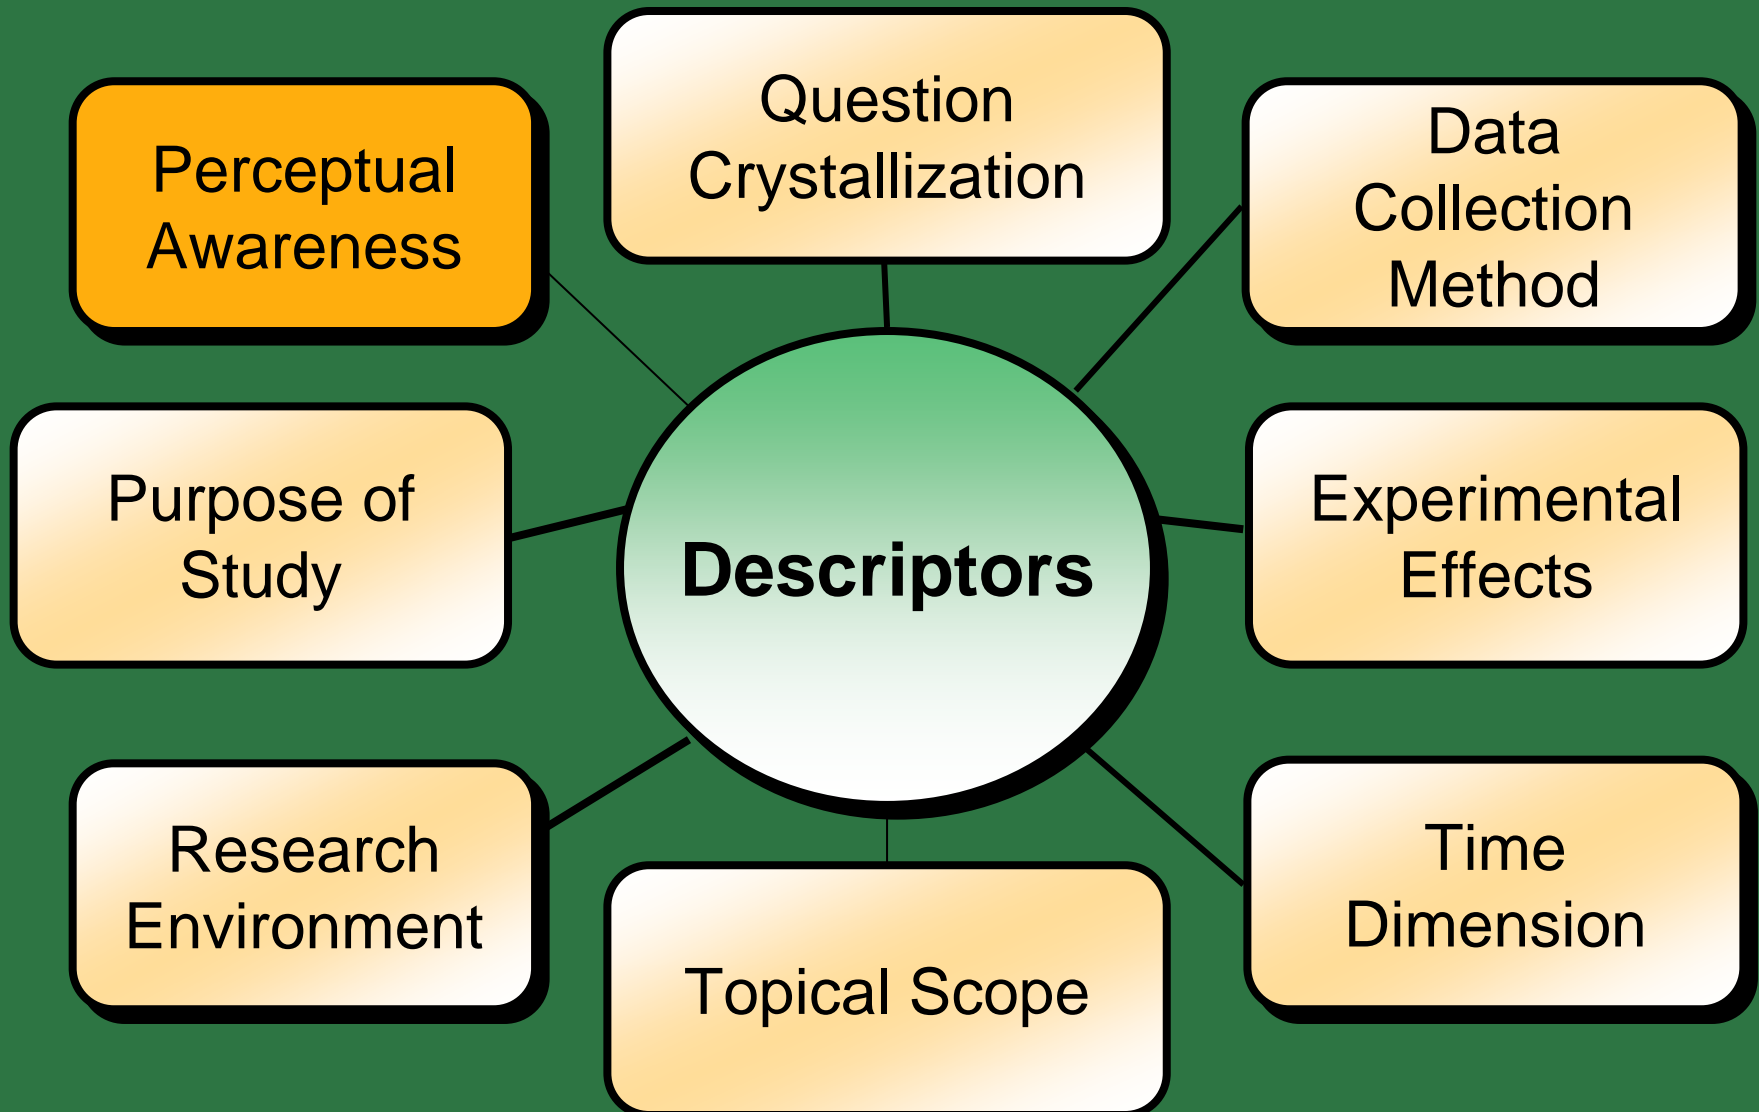 Question
Crystallization
Perceptual
Awareness
Data
Collection
Method
Purpose of
Study
Descriptors
Experimental
Effects
Research
Environment
Topical Scope
Time
Dimension